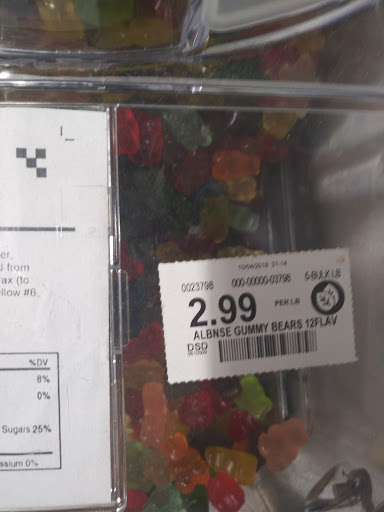 er.
d from
ax (to
llow #6,
%DV
8%
0%
Sugars 25%
ssium 0%
10/04/2019 21-14
0023798 000-00000-03798 5-BULK LB
2.99 PER LB
ALBNSE GUMMY BEARS 12FLAV
DSD